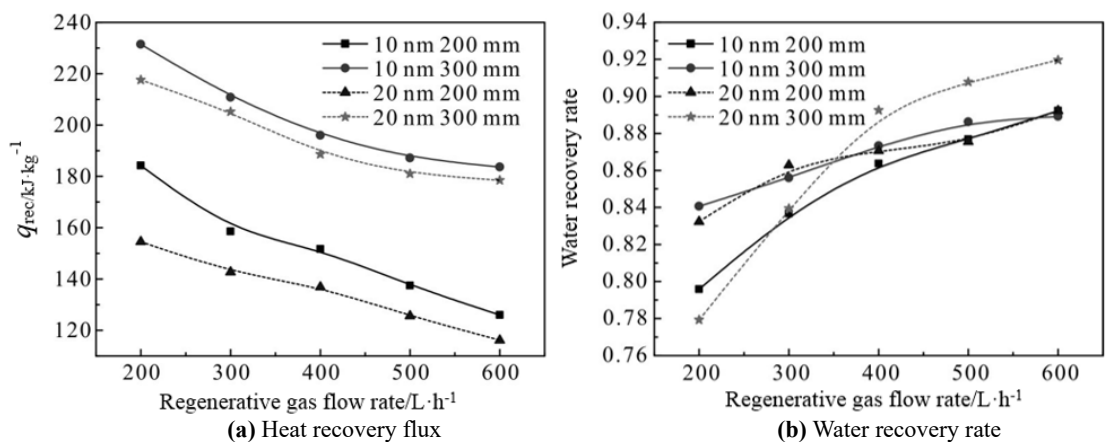 240
220
200
180
160
140
120
qrec/kJ·kg-1
10 nm 200 mm
10 nm 300 mm
20 nm 200 mm
20 nm 300 mm
200 300 400 500 600
Regenerative gas flow rate/L·h-1
(a) Heat recovery flux
0.94
0.92
0.90
0.88
0.86
0.84
0.82
0.80
0.78
0.76
Water recovery rate
10 nm 200 mm
10 nm 300 mm
20 nm 200 mm
20 nm 300 mm
200 300 400 500 600
Regenerative gas flow rate/L·h-1
(b) Water recovery rate